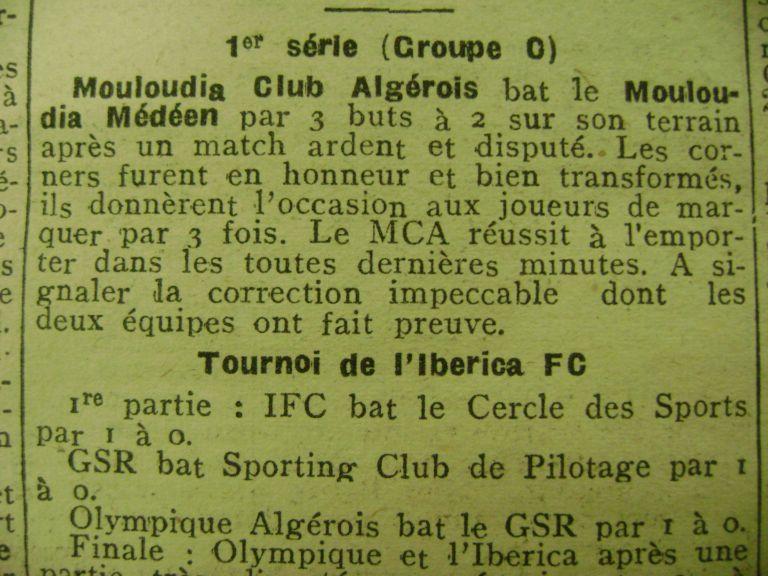 1er série (Groupe C)
Mouloudia Club Algérois bat le Moulou-
dia Médéen par 3 buts à 2 sur son terrain
après un match ardent et disputé. Les cor-
ners furent en honneur et bien transformés,
ils donnèrent l'occasion aux joueurs de mar-
quer par 3 fois. Le MCA réussit à l'empor-
ter dans les toutes dernières minutes. A si-
gnaler la correction impeccable dont les
deux équipes ont fait preuve.
Tournoi de l'Iberica FC
1re partie : IFC bat le Cercle des Sports
par 1 à 0.
GSR bat Sporting Club de Pilotage par 1
à 0.
Olympique Algérois bat le GSR par 1 à 0.
Finale : Olympique et l'Iberica après une